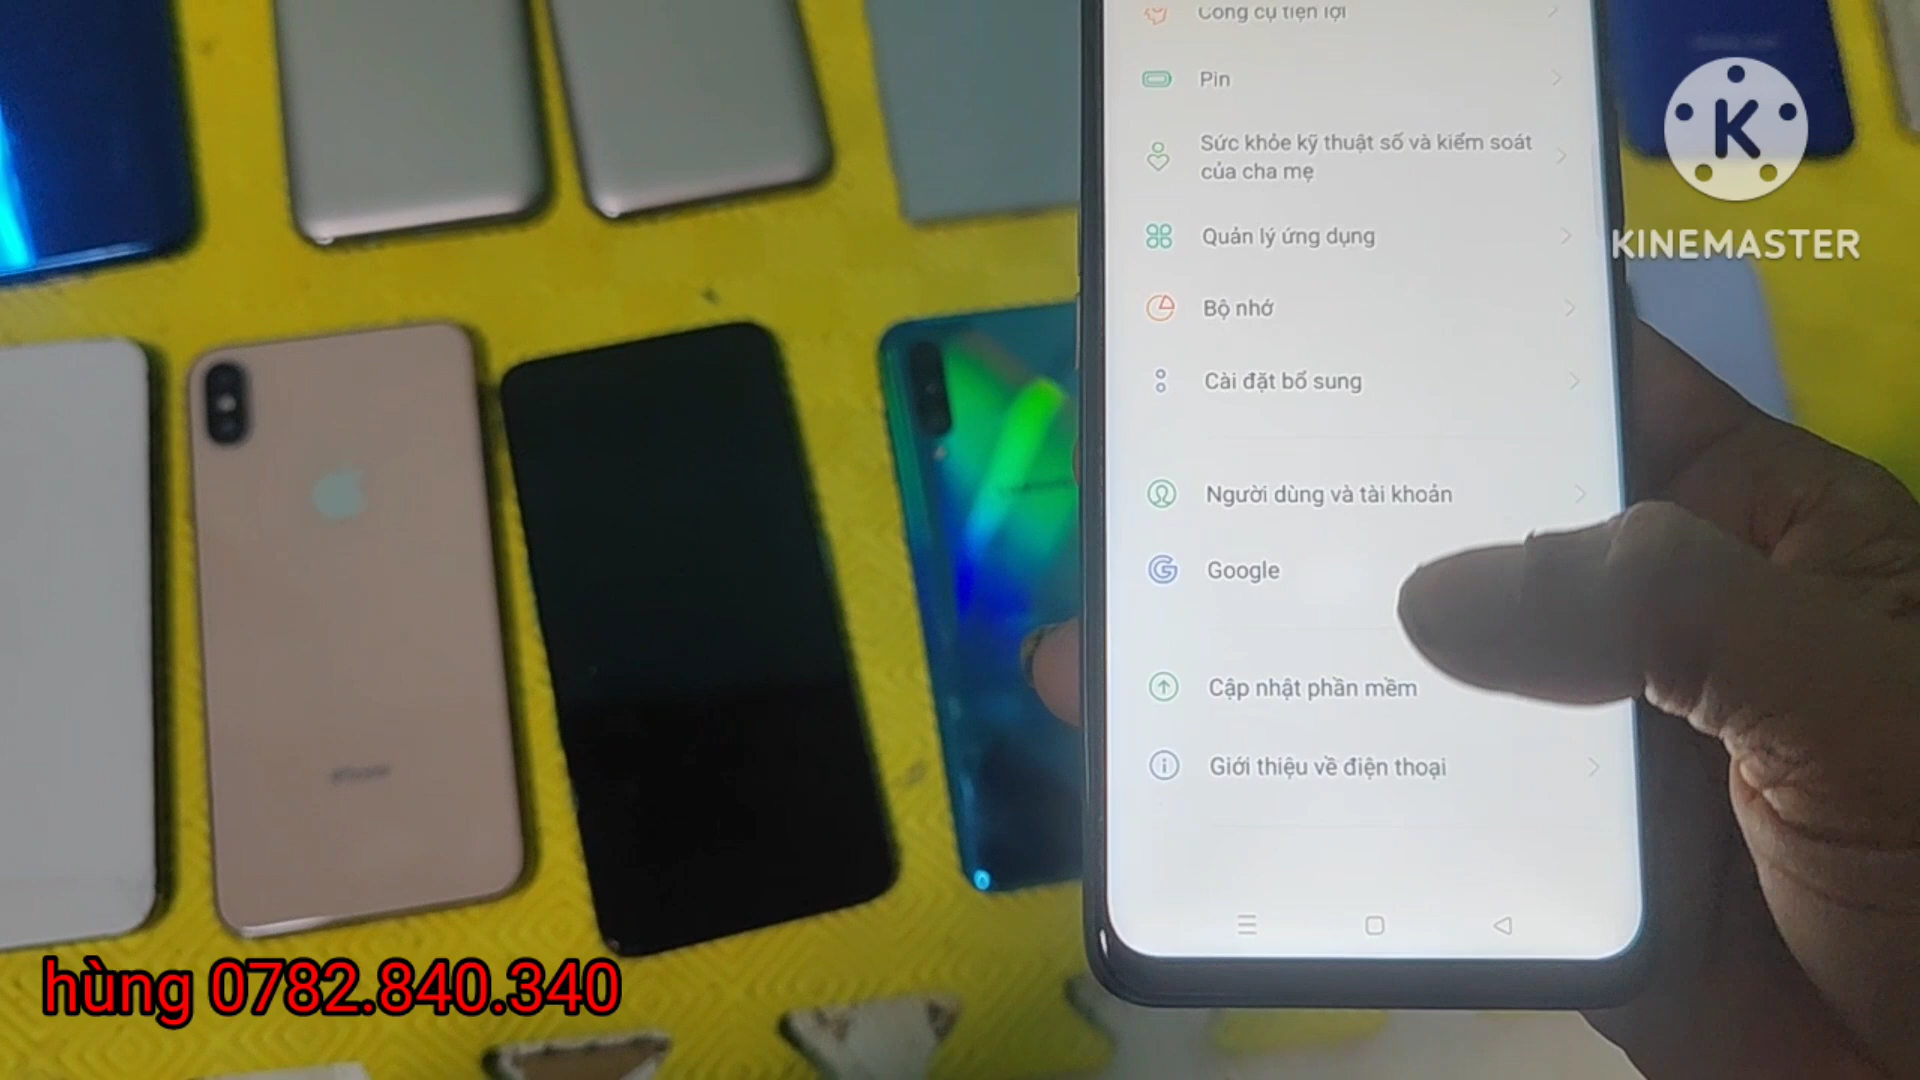 Công cụ tiện lợi
Pin
Sức khỏe kỹ thuật số và kiểm soát
của cha mẹ
Quản lý ứng dụng
Bộ nhớ
Cài đặt bổ sung
Người dùng và tài khoản
Google
Cập nhật phần mềm
Giới thiệu về điện thoại
K
KINEMASTER
iPhone
hùng 0782.840.340